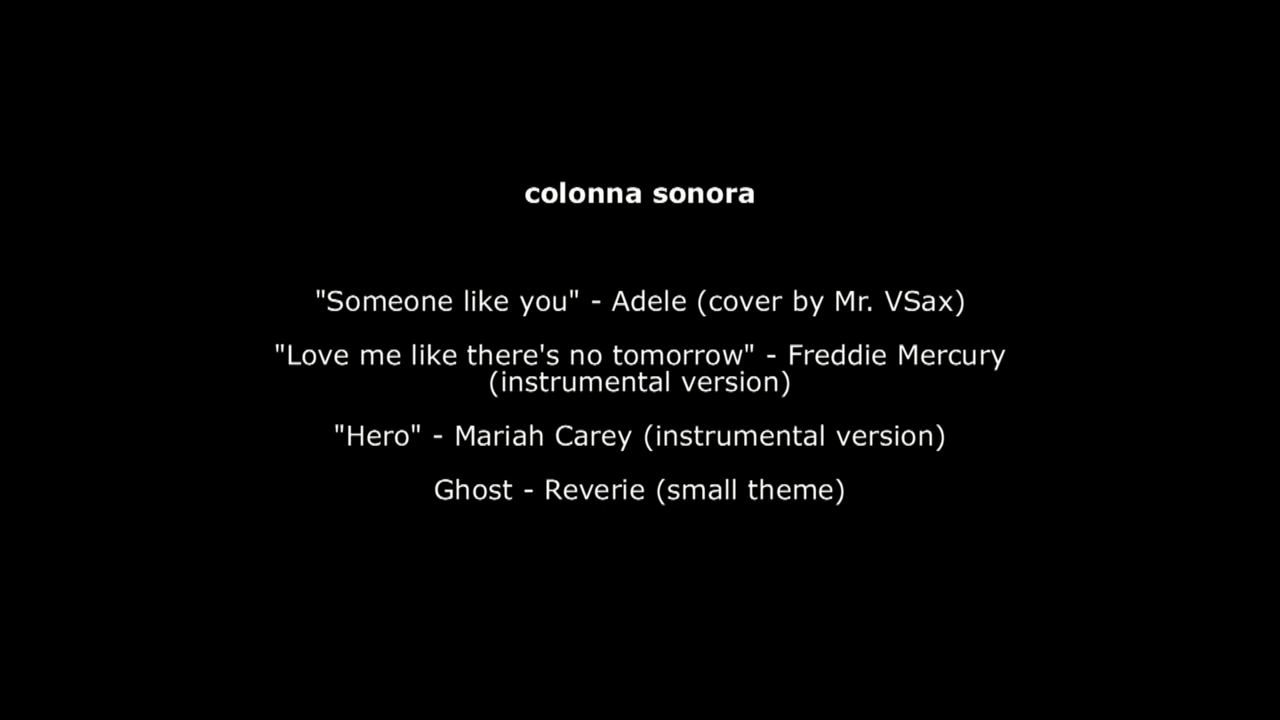 colonna sonora
"Someone like you" - Adele (cover by Mr. VSax)
"Love me like there's no tomorrow" - Freddie Mercury
(instrumental version)
"Hero" - Mariah Carey (instrumental version)
Ghost - Reverie (small theme)